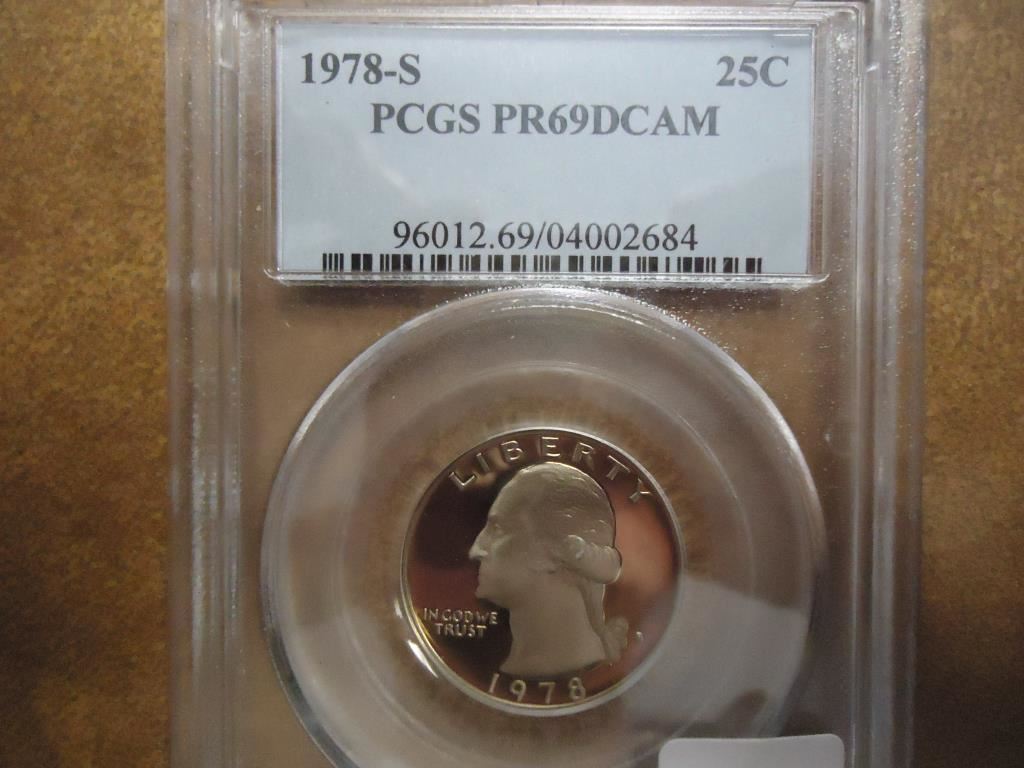 1978-S 25C
PCGS PR69DCAM
96012.69/04002684
LIBERTY
IN GOD WE
TRUST
1978